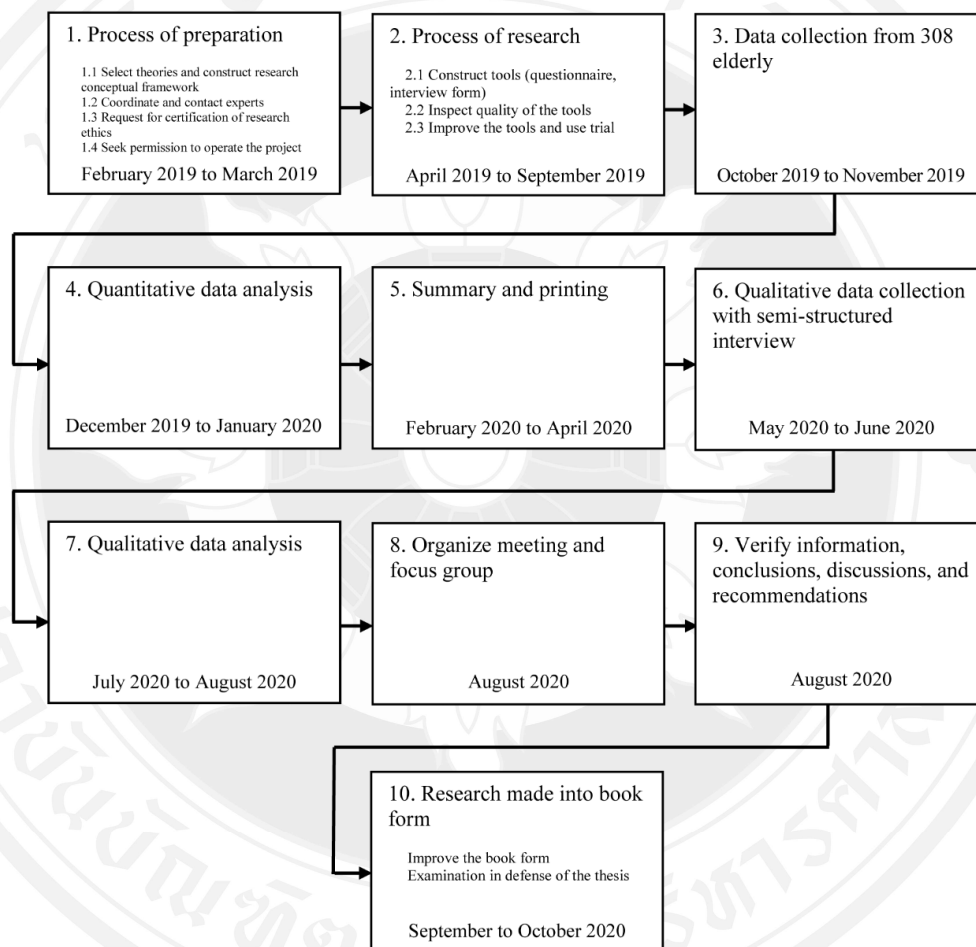 1. Process of preparation
1.1 Select theories and construct research
conceptual framework
1.2 Coordinate and contact experts
1.3 Request for certification of research
ethics
1.4 Seek permission to operate the project
February 2019 to March 2019
2. Process of research
2.1 Construct tools (questionnaire,
interview form)
2.2 Inspect quality of the tools
2.3 Improve the tools and use trial
April 2019 to September 2019
3. Data collection from 308
elderly
October 2019 to November 2019
4. Quantitative data analysis
December 2019 to January 2020
5. Summary and printing
February 2020 to April 2020
6. Qualitative data collection
with semi-structured
interview
May 2020 to June 2020
7. Qualitative data analysis
July 2020 to August 2020
8. Organize meeting and
focus group
August 2020
9. Verify information,
conclusions, discussions, and
recommendations
August 2020
10. Research made into book
form
Improve the book form
Examination in defense of the thesis
September to October 2020